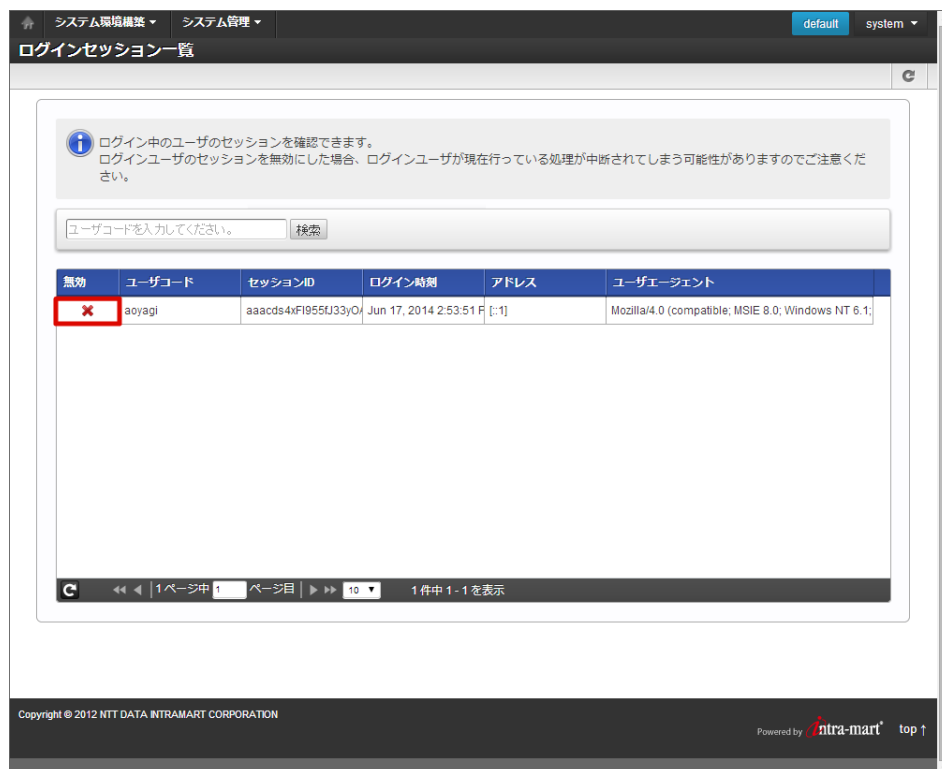 システム環境構築 ▼ システム管理 ▼ default system ▼
ログインセッション一覧
ログイン中のユーザのセッションを確認できます。
ログインユーザのセッションを無効にした場合、ログインユーザが現在行っている処理が中断されてしまう可能性がありますのでご注意くだ
さい。
ユーザコードを入力してください。 検索
無効 ユーザコード セッションID ログイン時刻 アドレス ユーザエージェント
aoyagi Jun 17, 2014 2:53:51 P [::1] Mozilla/4.0 (compatible; MSIE 8.0; Windows NT 6.1;
1ページ中 1 ページ目 10 ▼ 1 件中 1 - 1 を表示
Copyright © 2012 NTT DATA INTRAMART CORPORATION
Powered by intra-mart top ↑